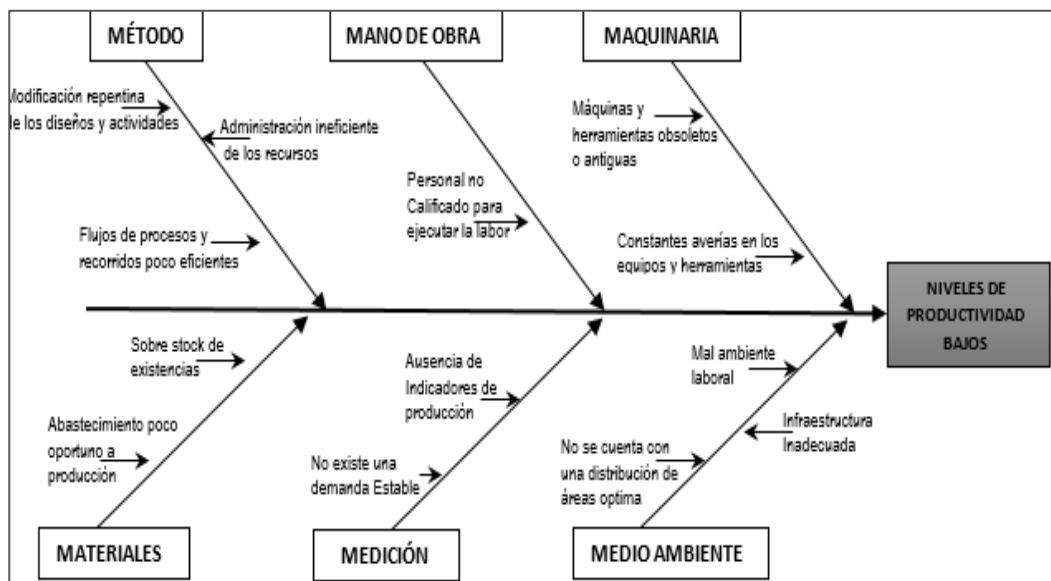 MÉTODO
MANO DE OBRA
MAQUINARIA
Modificación repentina
de los diseños y actividades
Administración ineficiente
de los recursos
Flujos de procesos y
recorridos poco eficientes
Personal no
Calificado para
ejecutar la labor
Máquinas y
herramientas obsoletos
o antiguas
Constantes averías en los
equipos y herramientas
NIVELES DE
PRODUCTIVIDAD
BAJOS
Sobre stock de
existencias
Abastecimiento poco
oportuno a
producción
Ausencia de
Indicadores de
producción
No existe una
demanda Estable
Mal ambiente
laboral
Infraestructura
Inadecuada
No se cuenta con
una distribución de
áreas optima
MATERIALES
MEDICIÓN
MEDIO AMBIENTE